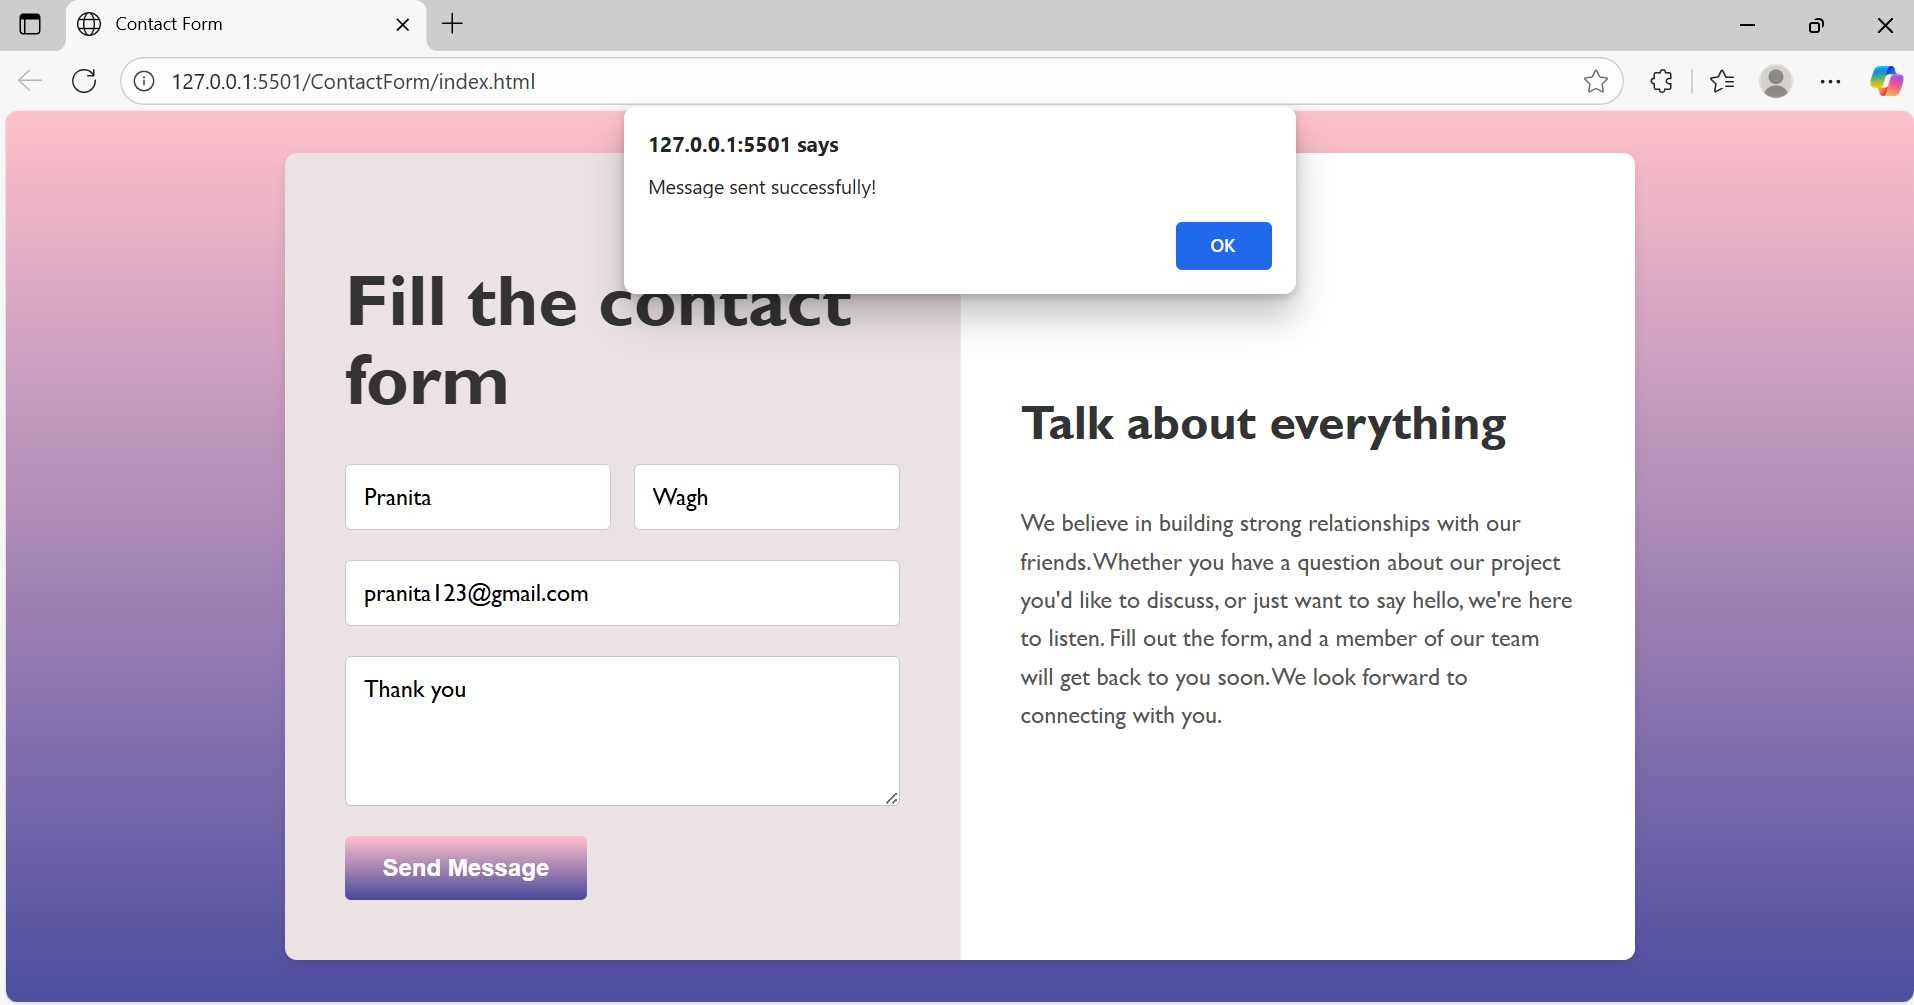 Contact Form
127.0.0.1:5501/ContactForm/index.html
127.0.0.1:5501 says
Message sent successfully!
OK
Fill the contact
form
Pranita
Wagh
pranita123@gmail.com
Thank you
Send Message
Talk about everything
We believe in building strong relationships with our
friends. Whether you have a question about our project
you'd like to discuss, or just want to say hello, we're here
to listen. Fill out the form, and a member of our team
will get back to you soon. We look forward to
connecting with you.